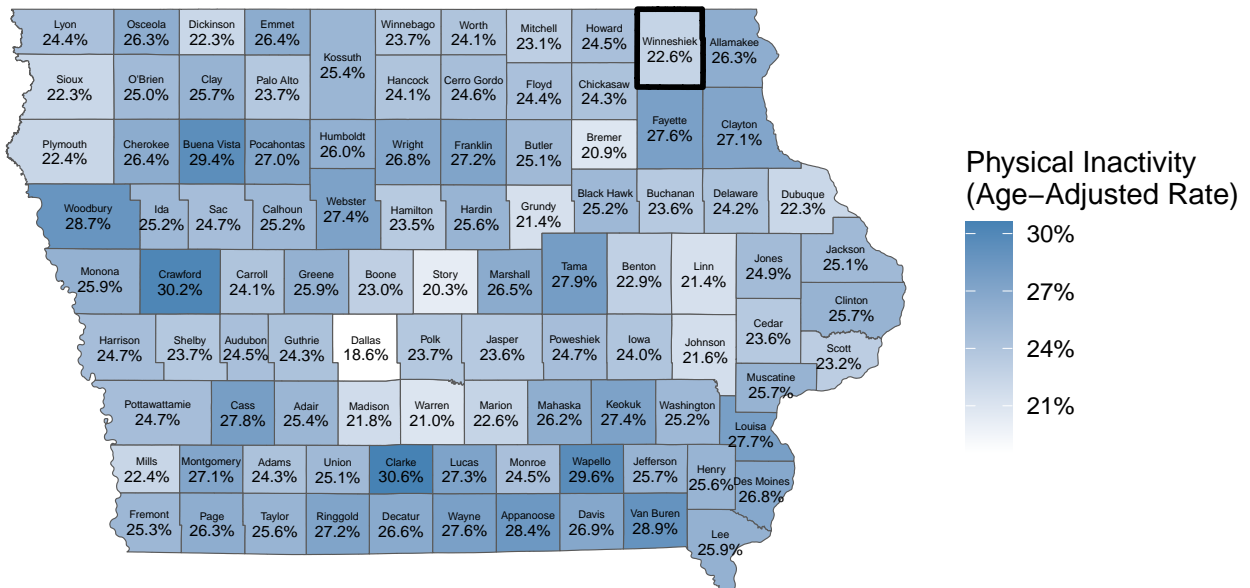 Lyon
24.4%
Osceola
26.3%
Dickinson
22.3%
Emmet
26.4%
Kossuth
25.4%
Winnebago
23.7%
Worth
24.1%
Mitchell
23.1%
Howard
24.5%
Winneshiek
22.6%
Allamakee
26.3%
Sioux
22.3%
O'Brien
25.0%
Clay
25.7%
Palo Alto
23.7%
Hancock
24.1%
Cerro Gordo
24.6%
Floyd
24.4%
Chickasaw
24.3%
Plymouth
22.4%
Cherokee
26.4%
Buena Vista
29.4%
Pocahontas
27.0%
Humboldt
26.0%
Wright
26.8%
Franklin
27.2%
Butler
25.1%
Bremer
20.9%
Fayette
27.6%
Clayton
27.1%
Woodbury
28.7%
Ida
25.2%
Sac
24.7%
Calhoun
25.2%
Webster
27.4%
Hamilton
23.5%
Hardin
25.6%
Grundy
21.4%
Black Hawk
25.2%
Buchanan
23.6%
Delaware
24.2%
Dubuque
22.3%
Monona
25.9%
Crawford
30.2%
Carroll
24.1%
Greene
25.9%
Boone
23.0%
Story
20.3%
Marshall
26.5%
Tama
27.9%
Benton
22.9%
Linn
21.4%
Jones
24.9%
Jackson
25.1%
Clinton
25.7%
Harrison
24.7%
Shelby
23.7%
Audubon
24.5%
Guthrie
24.3%
Dallas
18.6%
Polk
23.7%
Jasper
23.6%
Poweshiek
24.7%
Iowa
24.0%
Johnson
21.6%
Cedar
23.6%
Scott
23.2%
Muscatine
25.7%
Pottawattamie
24.7%
Cass
27.8%
Adair
25.4%
Madison
21.8%
Warren
21.0%
Marion
22.6%
Mahaska
26.2%
Keokuk
27.4%
Washington
25.2%
Louisa
27.7%
Mills
22.4%
Montgomery
27.1%
Adams
24.3%
Union
25.1%
Clarke
30.6%
Lucas
27.3%
Monroe
24.5%
Wapello
29.6%
Jefferson
25.7%
Henry
25.6%
Des Moines
26.8%
Fremont
25.3%
Page
26.3%
Taylor
25.6%
Ringgold
27.2%
Decatur
26.6%
Wayne
27.6%
Appanoose
28.4%
Davis
26.9%
Van Buren
28.9%
Lee
25.9%
Physical Inactivity
(Age−Adjusted Rate)
30%
27%
24%
21%